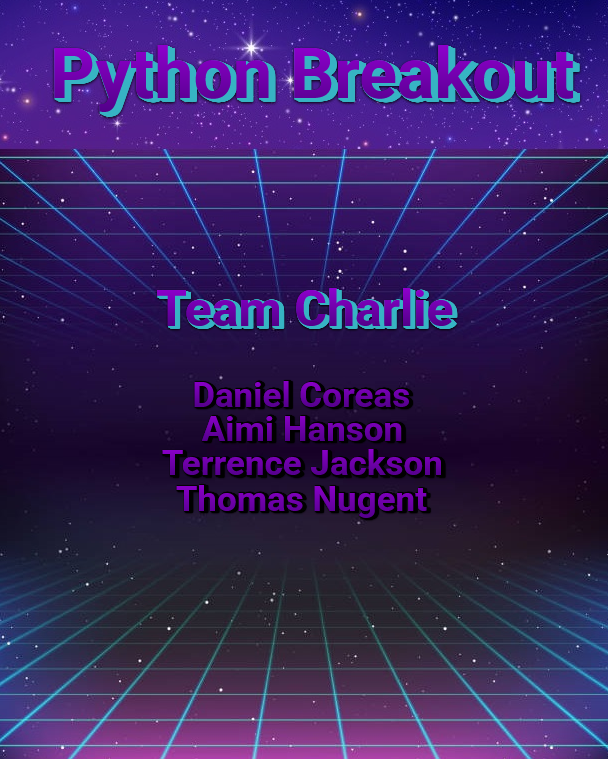 Python Breakout
Team Charlie
Daniel Coreas
Aimi Hanson
Terrence Jackson
Thomas Nugent